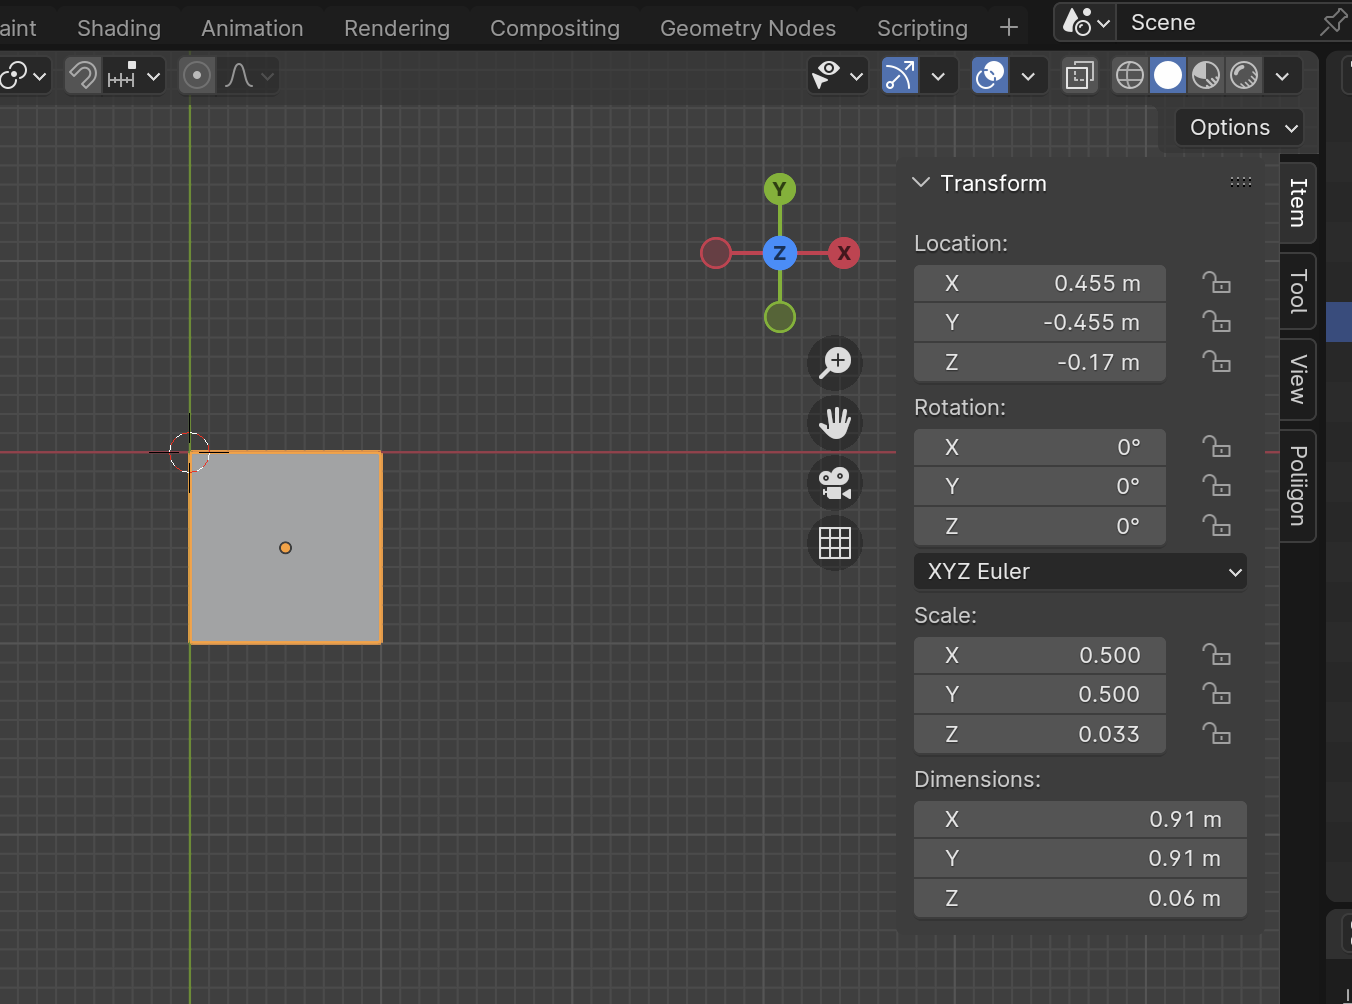 aint Shading Animation Rendering Compositing Geometry Nodes Scripting + Scene
Options
Transform
Item
Tool
View
Poliigon
Y
Z
X
Location:
X 0.455 m
Y -0.455 m
Z -0.17 m
Rotation:
X 0°
Y 0°
Z 0°
XYZ Euler
Scale:
X 0.500
Y 0.500
Z 0.033
Dimensions:
X 0.91 m
Y 0.91 m
Z 0.06 m